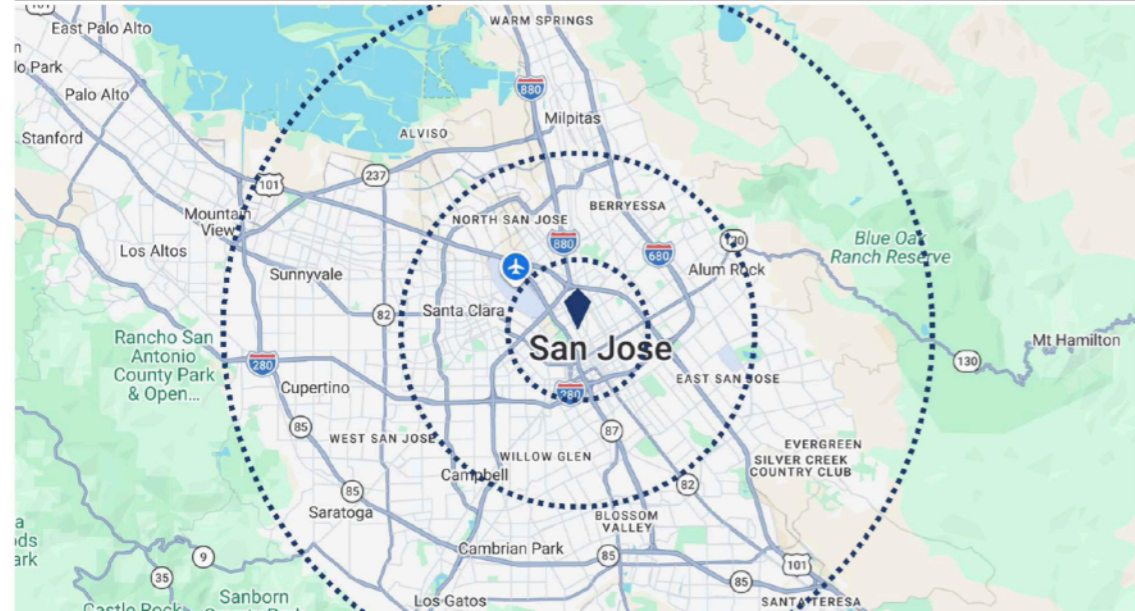 101
WARM SPRINGS
East Palo Alto
lo Park
Palo Alto
880
Milpitas
Stanford
ALVISO
237
101
Mountain
View
NORTH SAN JOSE
BERRYESSA
880
680
130
Blue Oak
Ranch Reserve
Los Altos
Sunnyvale
Alum Rock
82
Santa Clara
San Jose
Rancho San
Antonio
County Park
& Open...
280
Mt Hamilton
130
Cupertino
280
EAST SAN JOSE
85
WEST SAN JOSE
87
WILLOW GLEN
EVERGREEN
SILVER CREEK
COUNTRY CLUB
Campbell
82
85
Saratoga
BLOSSOM
VALLEY
Cambrian Park
85
9
101
35
85
Sanborn
Castle Rock
Los Gatos
SANTA TERESA